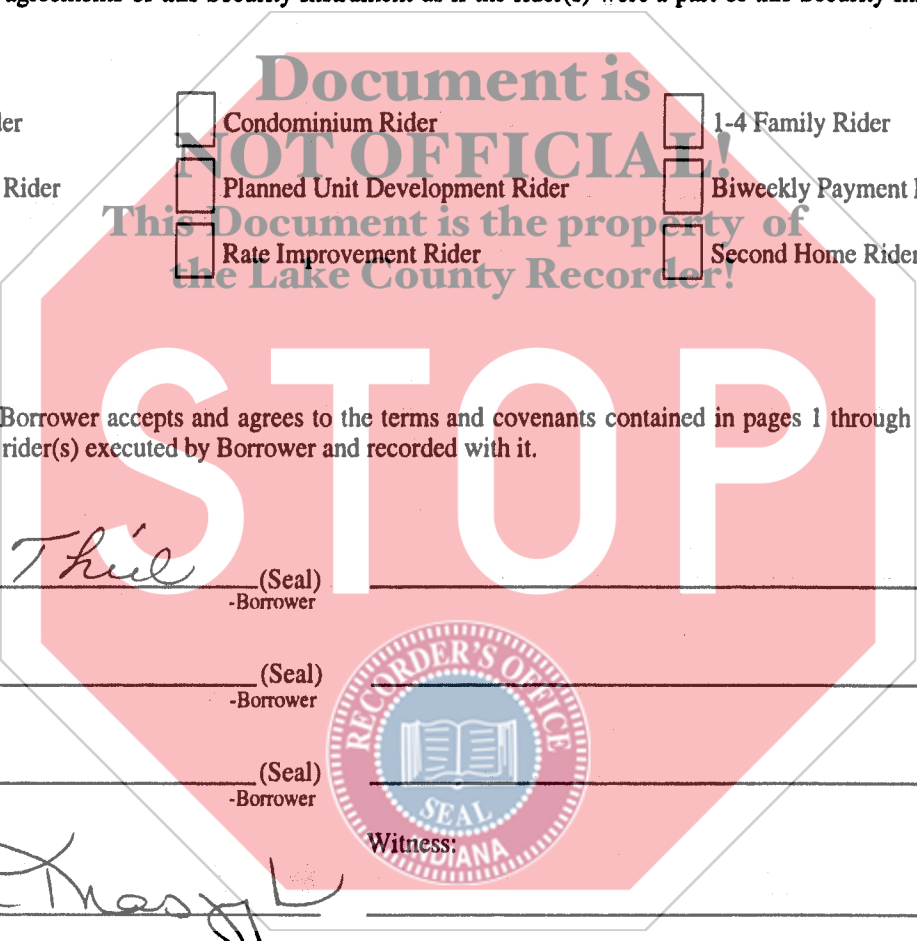 agreements of this Security Instrument as if the rider(s) were a part of this Security
Document is
der
Condominium Rider
1-4 Family Rider
NOT OFFICIAL!
Rider
Planned Unit Development Rider
Biweekly Payment
This Document is the property of
Rate Improvement Rider
Second Home Rider
the Lake County Recorder!
STOP
Borrower accepts and agrees to the terms and covenants contained in pages 1 through
rider(s) executed by Borrower and recorded with it.
Thiel
(Seal)
-Borrower
(Seal)
-Borrower
(Seal)
-Borrower
RECORDER'S OFFICE
SEAL
INDIANA
Witness: